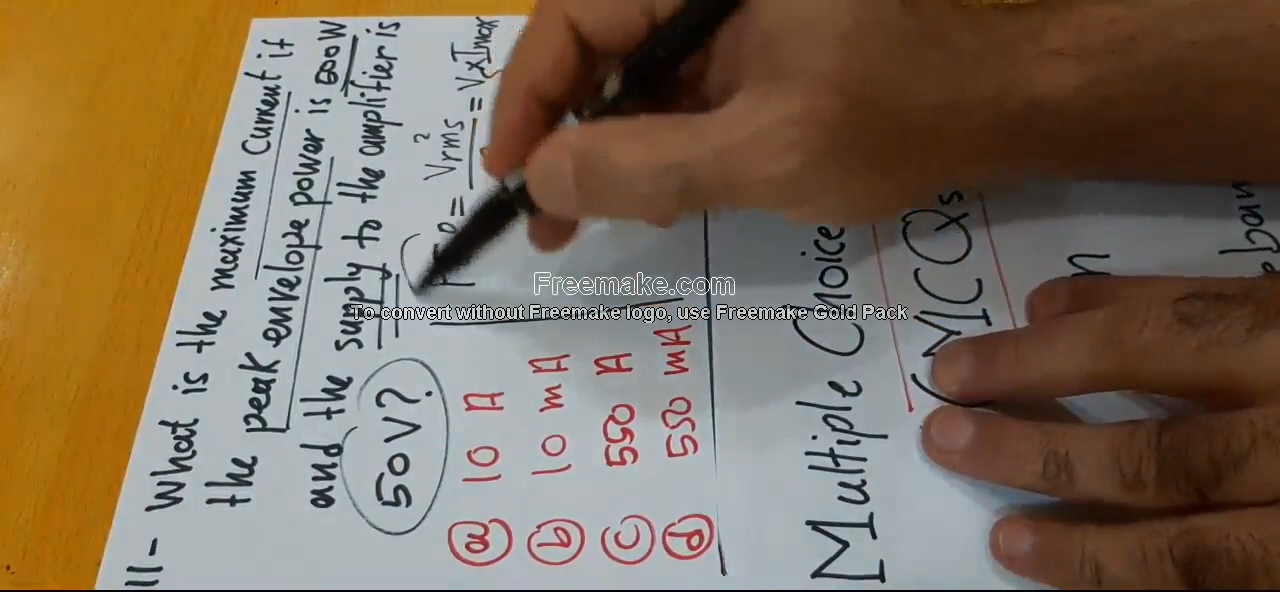 11- What is the maximum current if
the peak envelope power is 500W
and the supply to the amplifier is
50V?
a 10 A
b 10 mA
c 550 A
d 550 mA
= Vrms² = Vs x Imax
Multiple Choice
(MCQs
Freemake.com
To convert without Freemake logo, use Freemake Gold Pack